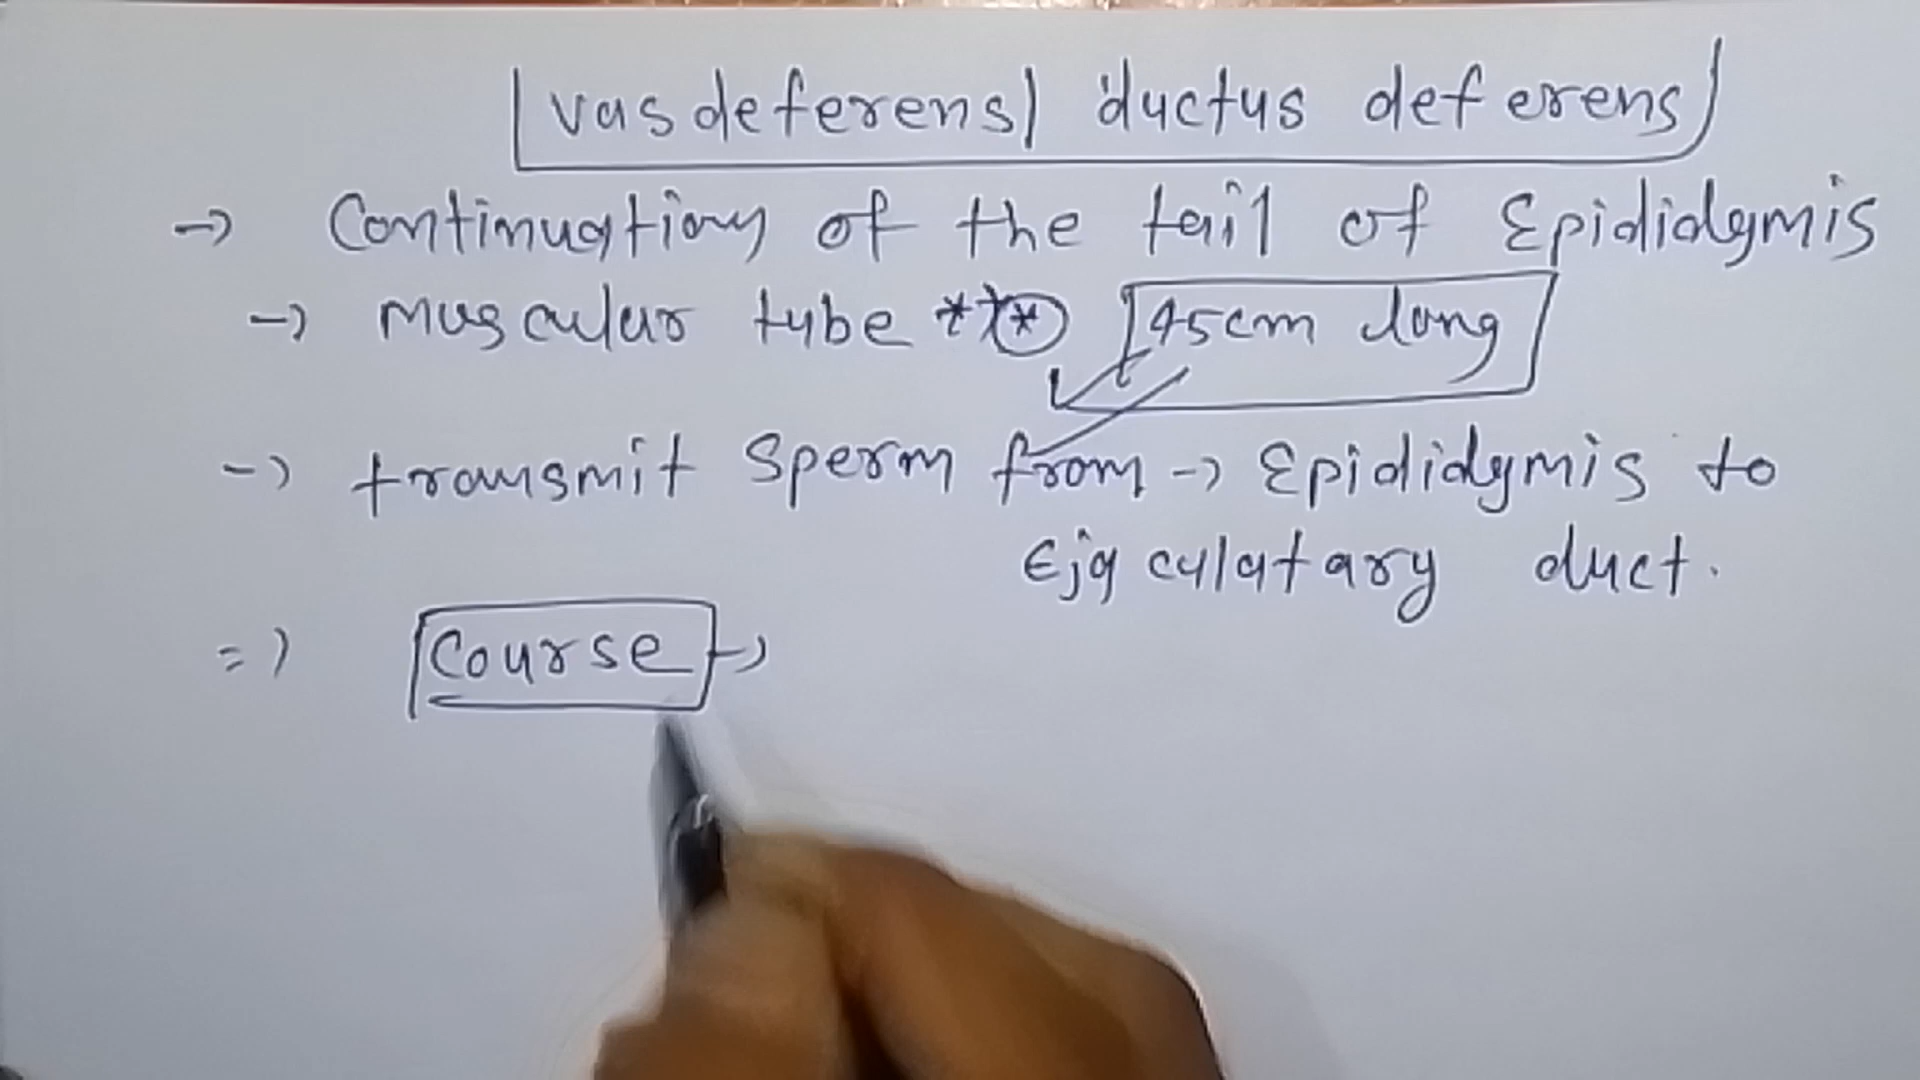 vas deferens | ductus deferens
→ Continuation of the tail of Epididymis
→ muscular tube *** 45cm long
→ transmit sperm from → Epididymis to
Ejaculatary duct.
⇒ Course →